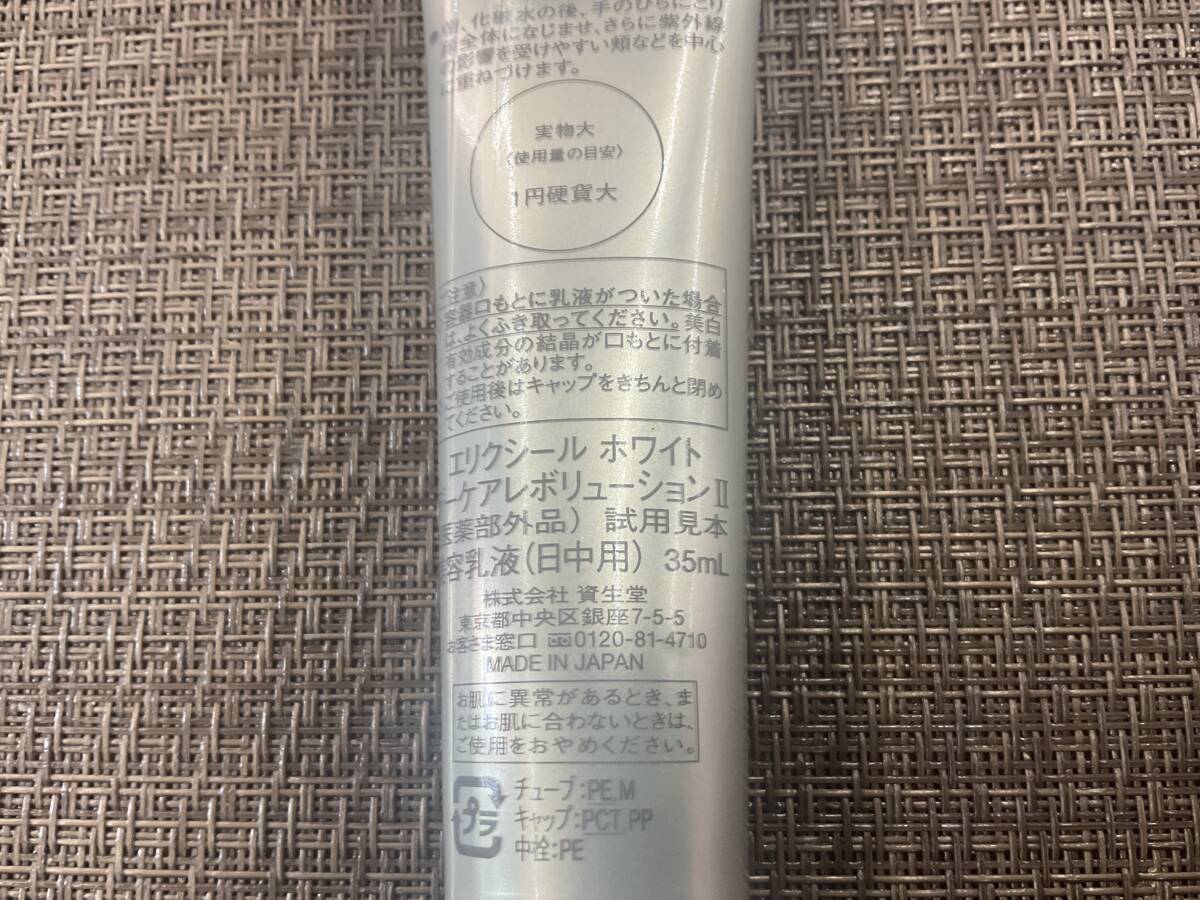 化粧水の後、手のひらにとり
全体になじませ、さらに紫外線
の影響を受けやすい頬などを中心
に重ねづけます。
実物大
〈使用量の目安〉
1円硬貨大
ご注意〉
容器口もとに乳液がついた場合
は、よくふき取ってください。美白
有効成分の結晶が口もとに付着
することがあります。
ご使用後はキャップをきちんと閉め
てください。
エリクシール ホワイト
ーケアレボリューションⅡ
医薬部外品) 試用見本
容乳液(日中用) 35mL
株式会社 資生堂
東京都中央区銀座7-5-5
お客さま窓口 0120-81-4710
MADE IN JAPAN
お肌に異常があるとき、ま
たはお肌に合わないときは、
ご使用をおやめください。
プラ
チューブ:PE,M
キャップ:PCT,PP
中栓:PE